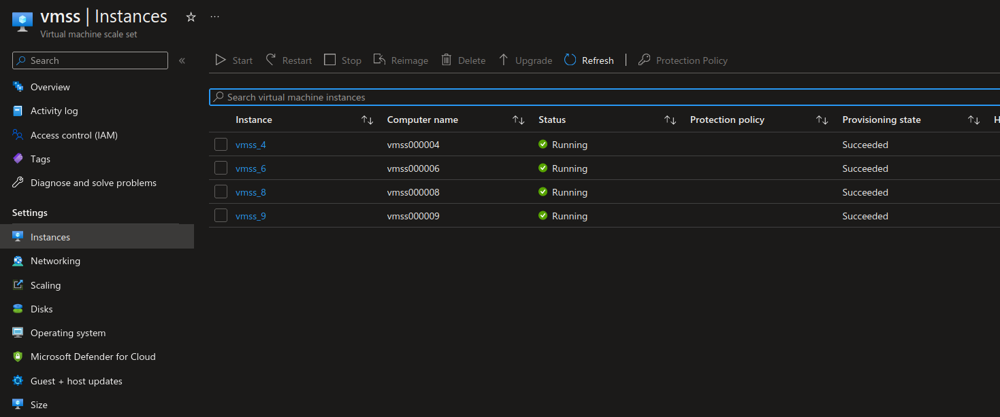 vmss | Instances
Virtual machine scale set
Search
Overview
Activity log
Access control (IAM)
Tags
Diagnose and solve problems
Settings
Instances
Networking
Scaling
Disks
Operating system
Microsoft Defender for Cloud
Guest + host updates
Size
Start Restart Stop Reimage Delete Upgrade Refresh Protection Policy
Search virtual machine instances
Instance Computer name Status Protection policy Provisioning state H
vmss_4 vmss000004 Running Succeeded
vmss_6 vmss000006 Running Succeeded
vmss_8 vmss000008 Running Succeeded
vmss_9 vmss000009 Running Succeeded